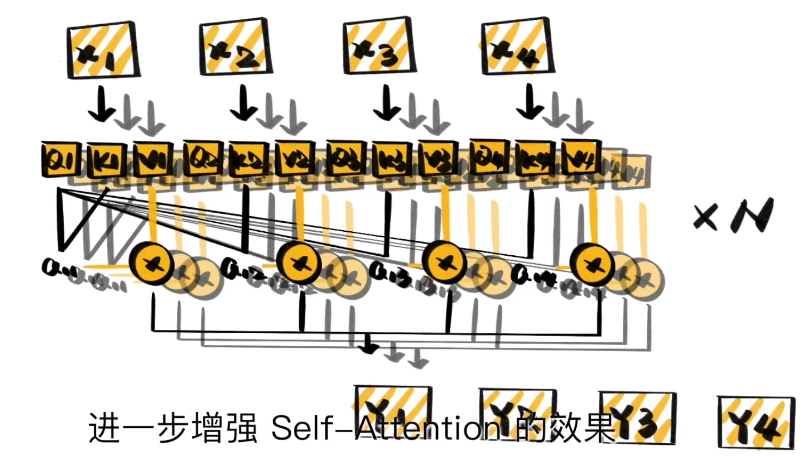 x1 x2 x3 x4
Q1 K1 V1 Q2 K2 V2 Q3 K3 V3 Q4 K4 V4
×N
a1,1 × a1,2 × a1,3 × a1,4 ×
Y1 Y2 Y3 Y4
进一步增强 Self-Attention 的效果